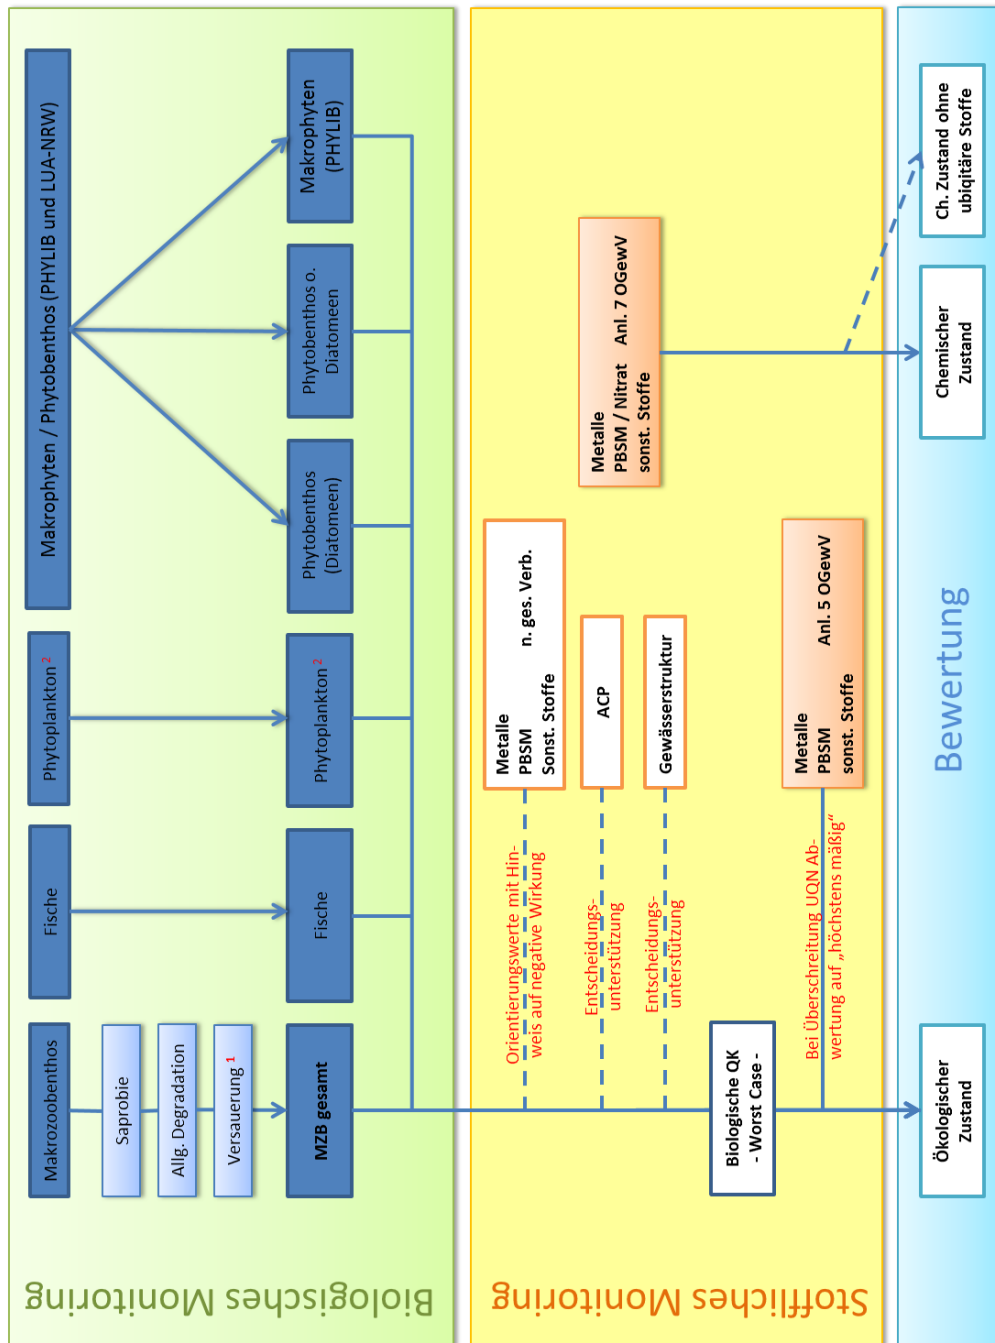 Biologisches Monitoring
Makrozoobenthos
Fische
Phytoplankton ²
Makrophyten / Phytobenthos (PHYLIB und LUA-NRW)
Saprobie
Allg. Degradation
Versauerung ¹
MZB gesamt
Fische
Phytoplankton ²
Phytobenthos
(Diatomeen)
Phytobenthos o.
Diatomeen
Makrophyten
(PHYLIB)
Stoffliches Monitoring
Orientierungswerte mit Hin-
weis auf negative Wirkung
Metalle
PBSM n. ges. Verb.
Sonst. Stoffe
Entscheidungs-
unterstützung
ACP
Entscheidungs-
unterstützung
Gewässerstruktur
Metalle
PBSM / Nitrat Anl. 7 OGewV
sonst. Stoffe
Biologische QK
- Worst Case -
Bei Überschreitung UQN Ab-
wertung auf „höchstens mäßig“
Metalle
PBSM Anl. 5 OGewV
sonst. Stoffe
Bewertung
Ökologischer
Zustand
Chemischer
Zustand
Ch. Zustand ohne
ubiqitäre Stoffe